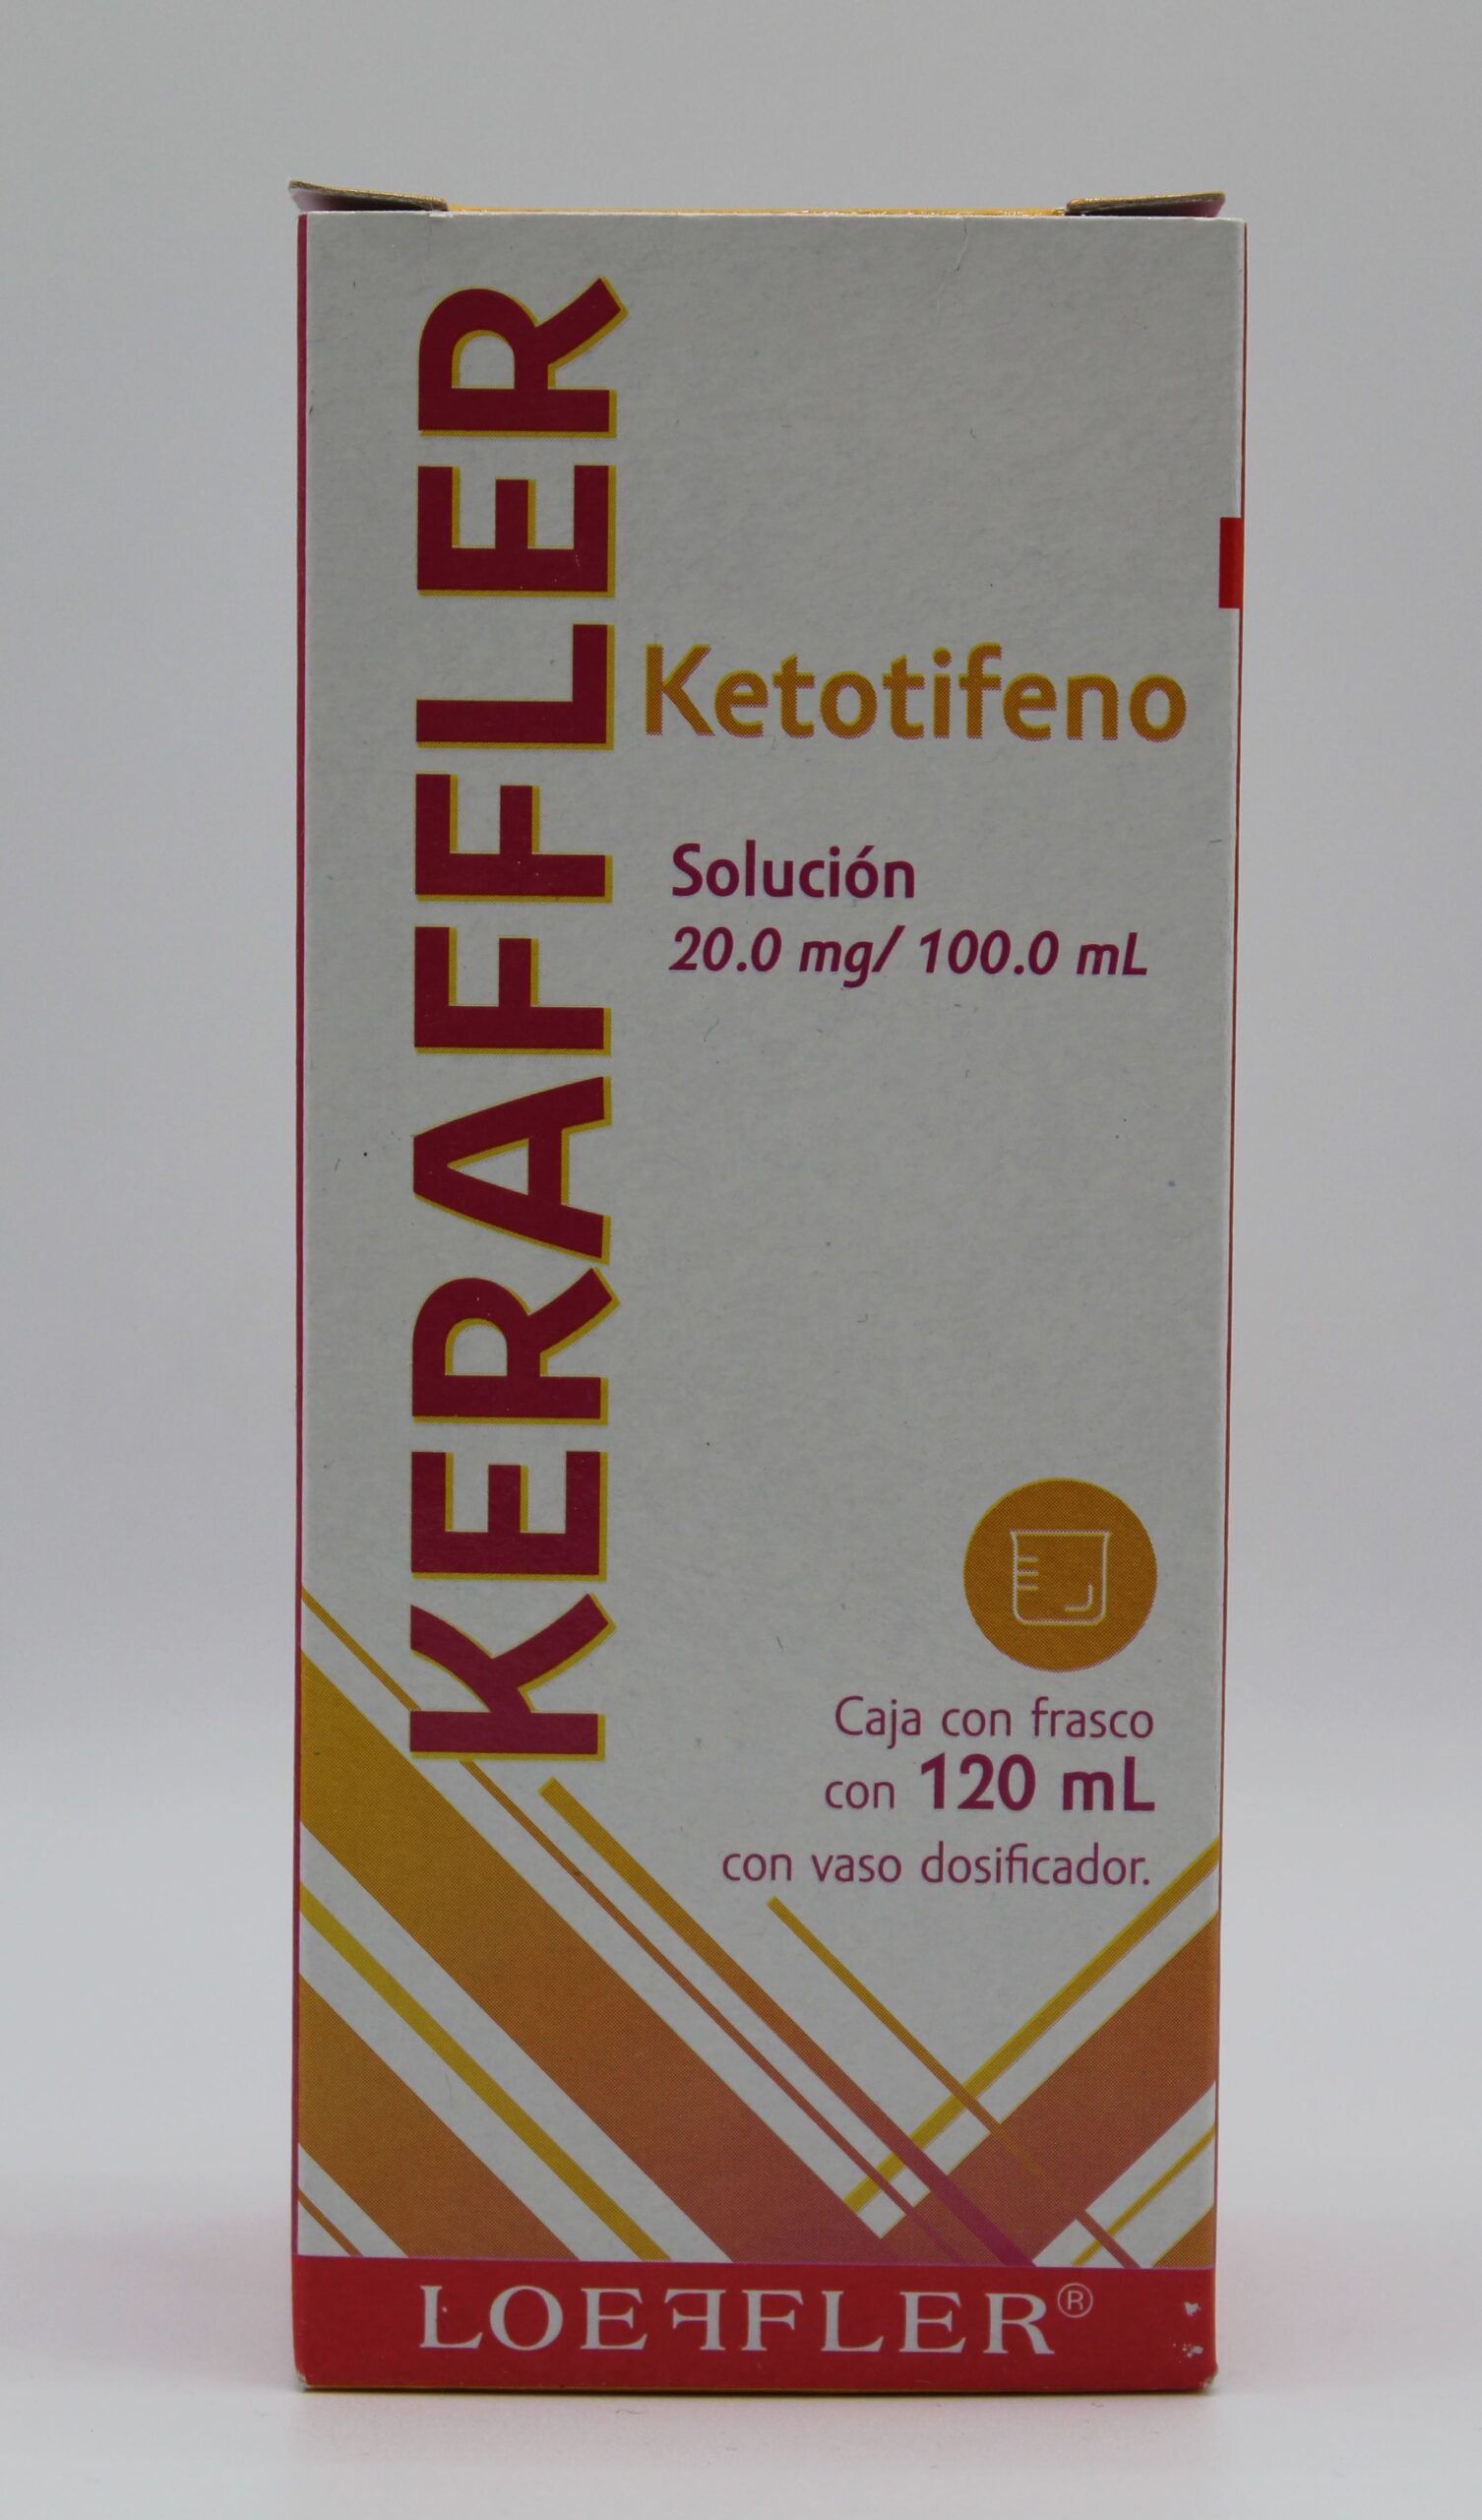 KERAFFLER
Ketotifeno
Solución
20.0 mg/ 100.0 mL
Caja con frasco
con 120 mL
con vaso dosificador.
LOEFFLER®